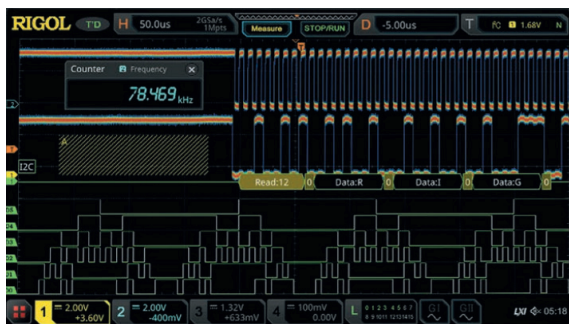 RIGOL T'D H 50.0us 2GSa/s 1Mpts Measure STOP/RUN D -5.00us T f/C 1 1.68V N
T
Counter Frequency
78.469 kHz
A
I2C
Read:12 0 Data:R 0 Data:I 0 Data:G 0
1 2.00V +3.60V 2 2.00V -400mV 3 1.32V +633mV 4 100mV 0.00V L 0 1 2 3 4 5 6 7 8 9 10 11 12 13 14 15 GI GII LXI 05:18